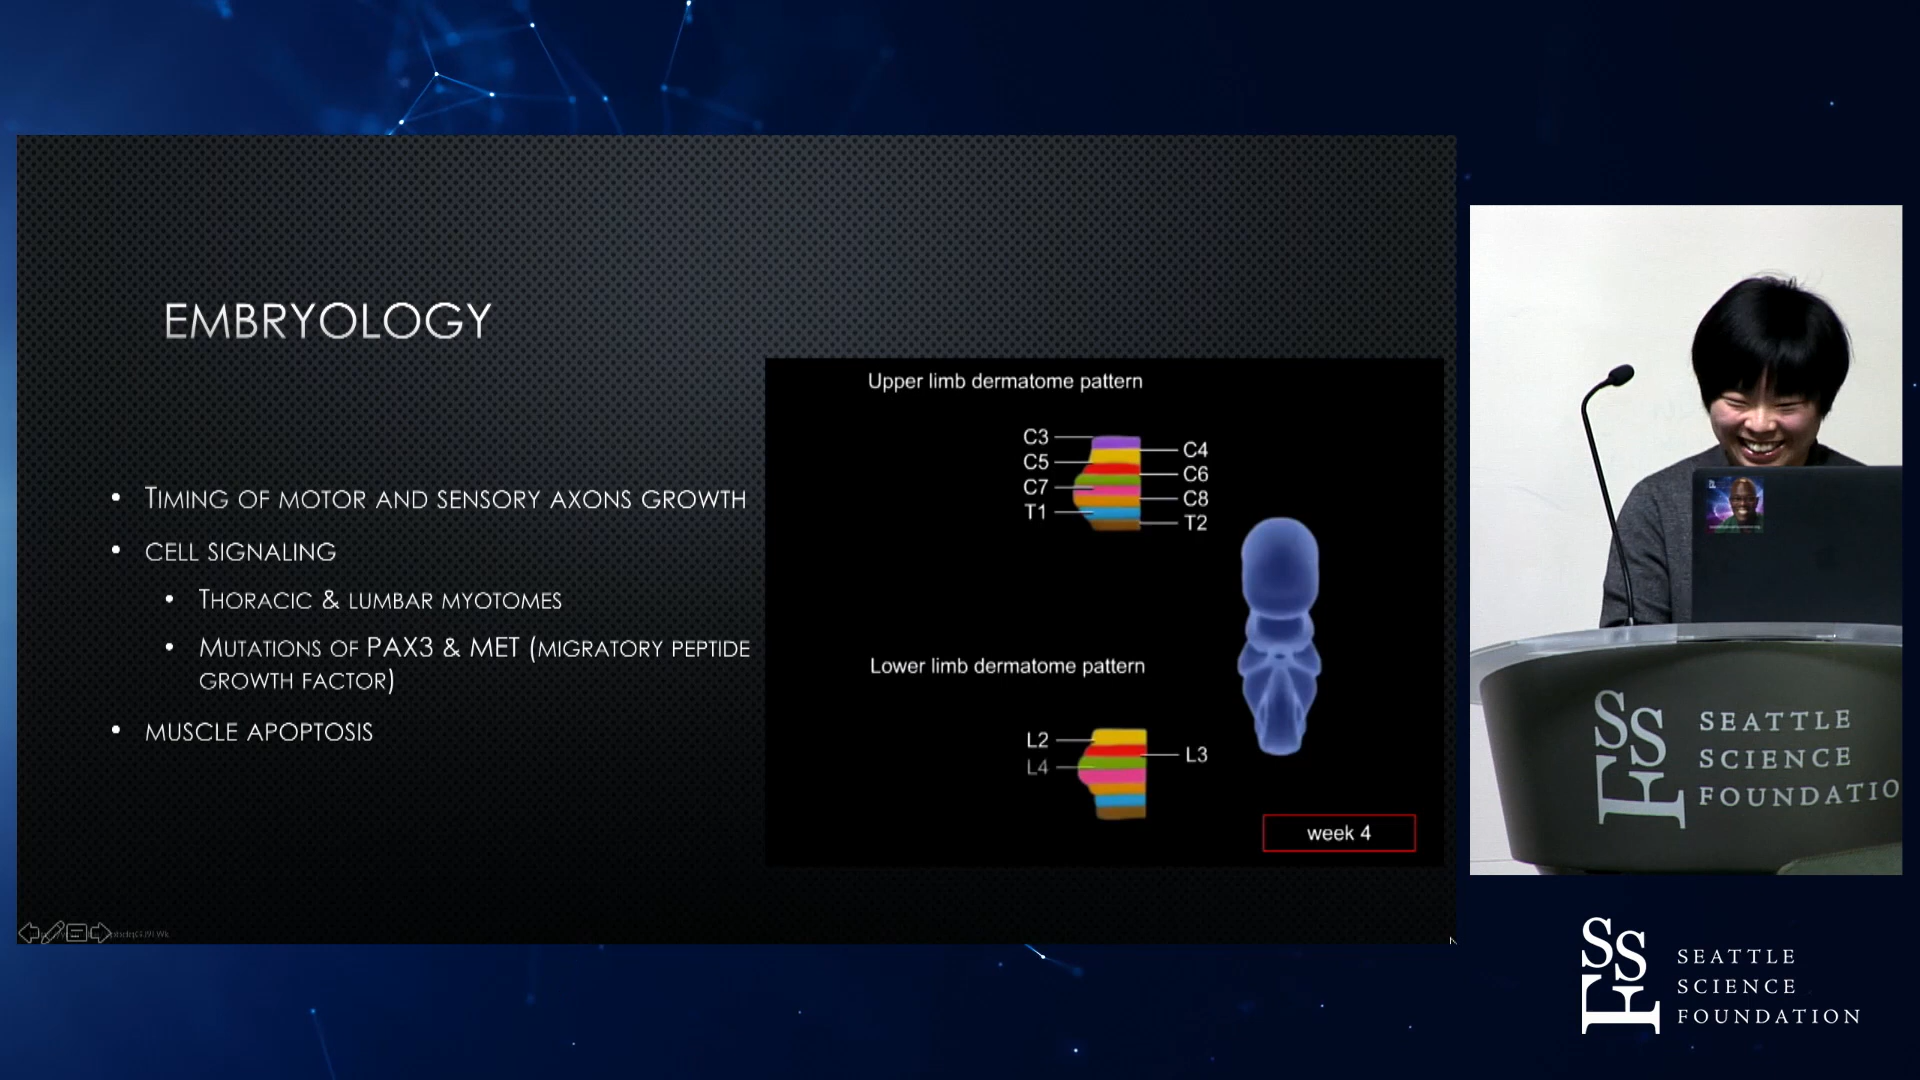 EMBRYOLOGY
• TIMING OF MOTOR AND SENSORY AXONS GROWTH
• CELL SIGNALING
• THORACIC & LUMBAR MYOTOMES
• MUTATIONS OF PAX3 & MET (MIGRATORY PEPTIDE
GROWTH FACTOR)
• MUSCLE APOPTOSIS
Upper limb dermatome pattern
C3
C4
C5
C6
C7
C8
T1
T2
Lower limb dermatome pattern
L2
L3
L4
week 4
SSF
SEATTLE
SCIENCE
FOUNDATIO
SSF
SEATTLE
SCIENCE
FOUNDATION